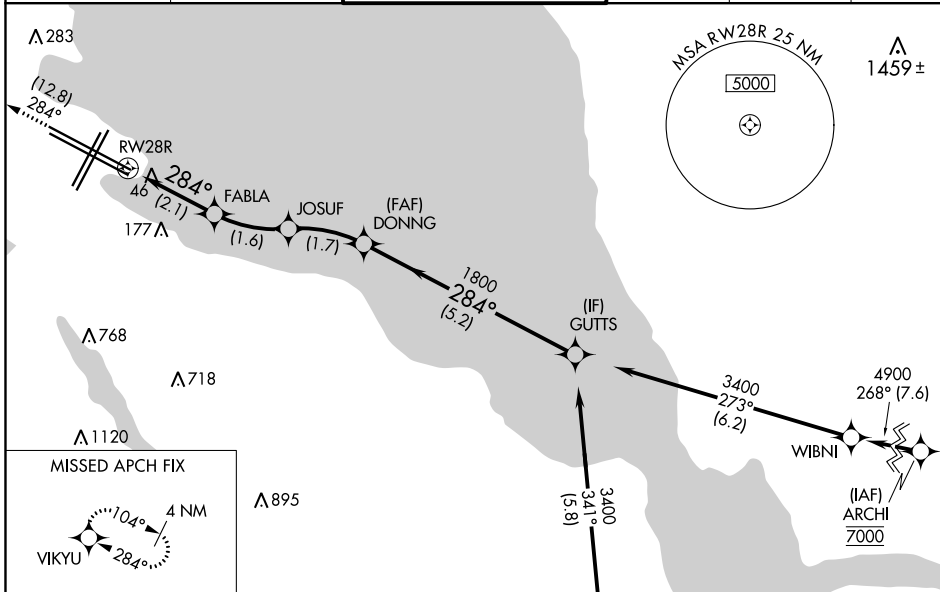 283
MSA RW28R 25 NM
5000
1459 ±
(12.8)
284°
RW28R
46
284°
(2.1)
FABLA
JOSUF
(FAF)
DONNG
177
(1.6)
(1.7)
1800
284°
(5.2)
(IF)
GUTTS
768
718
3400
273°
(6.2)
4900
268° (7.6)
WIBNI
(IAF)
ARCHI
7000
1120
895
3400
341°
(5.8)
MISSED APCH FIX
104°
4 NM
VIKYU
284°